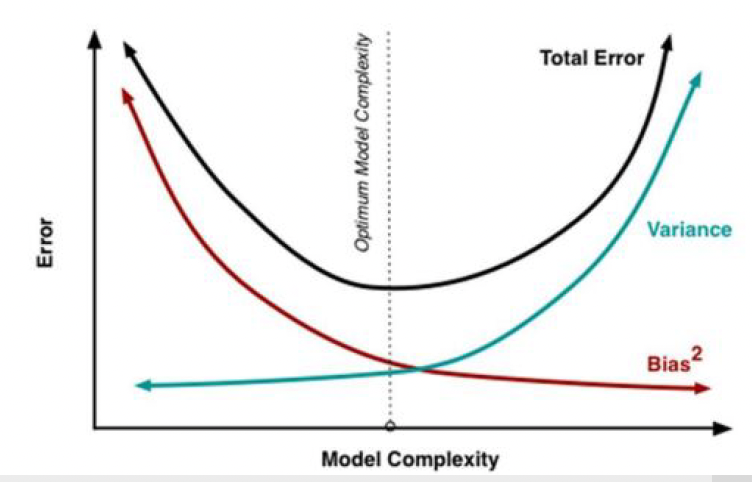 Total Error
Optimum Model Complexity
Variance
Error
Bias²
Model Complexity